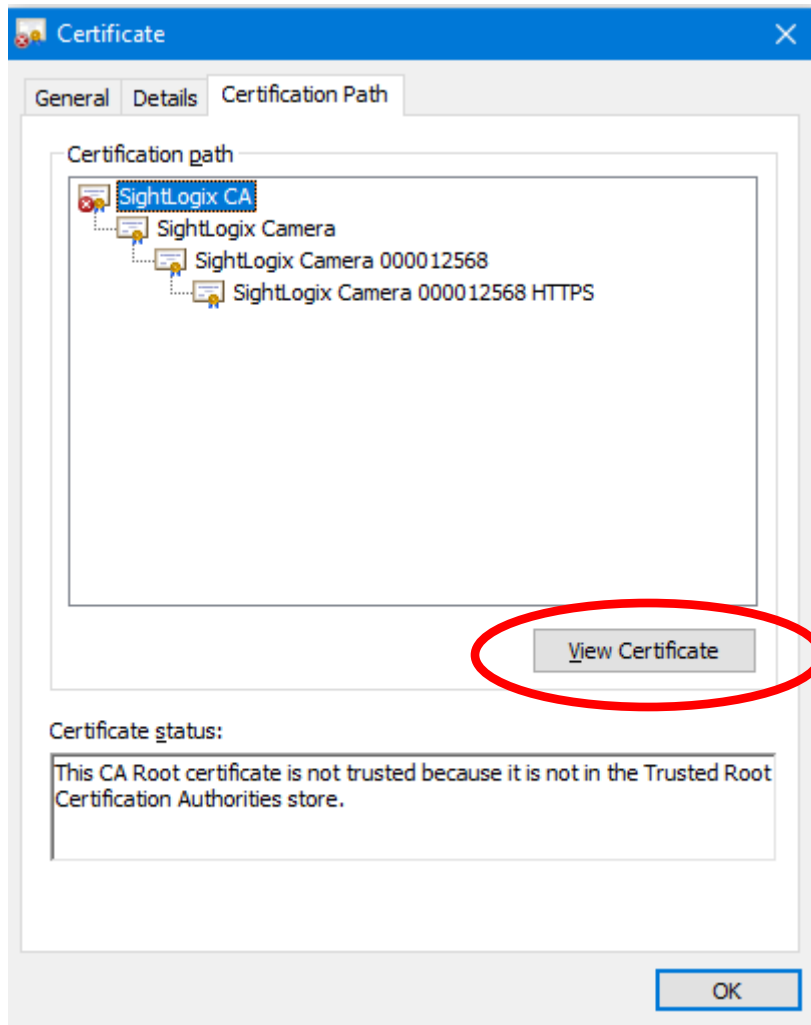 Certificate
General Details Certification Path
Certification path
SightLogix CA
SightLogix Camera
SightLogix Camera 000012568
SightLogix Camera 000012568 HTTPS
View Certificate
Certificate status:
This CA Root certificate is not trusted because it is not in the Trusted Root
Certification Authorities store.
OK